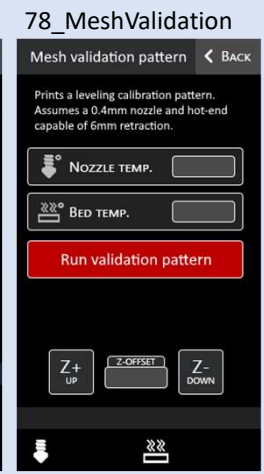 78_MeshValidation
Mesh validation pattern < BACK
Prints a leveling calibration pattern.
Assumes a 0.4mm nozzle and hot-end
capable of 6mm retraction.
NOZZLE TEMP.
BED TEMP.
Run validation pattern
Z+
UP
Z-OFFSET
Z-
DOWN